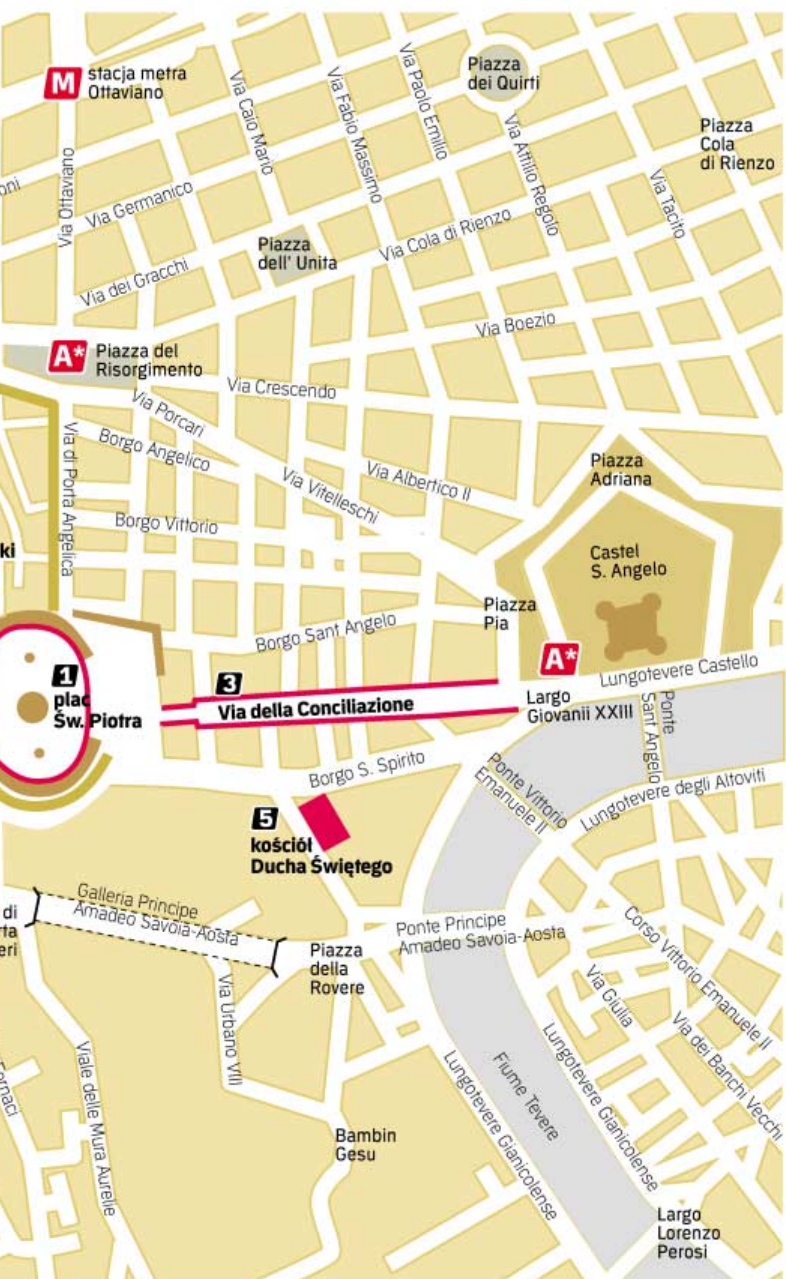 M
stacja metra
Ottaviano
Piazza
dei Quirti
Via Caio Mario
Via Fabio Massimo
Via Paolo Emilio
Via Attilio Regolo
Piazza
Cola
di Rienzo
oni
Via Ottaviano
Via Germanico
Via Tacito
Piazza
dell' Unita
Via Cola di Rienzo
Via dei Gracchi
Via Boezio
A*
Piazza del
Risorgimento
Via Crescendo
Via Porcari
Borgo Angelico
Via di Porta Angelica
Via Vitelleschi
Via Albertico II
Piazza
Adriana
Borgo Vittorio
ki
Castel
S. Angelo
Piazza
Pia
Borgo Sant Angelo
A*
Lungotevere Castello
1
plac
Św. Piotra
3
Via della Conciliazione
Largo
Giovanii XXIII
Ponte
Sant Angelo
Borgo S. Spirito
Ponte Vittorio
Emanuele II
Lungotevere degli Altoviti
5
kościół
Ducha Świętego
Galleria Principe
Amadeo Savoia-Aosta
di
rta
eri
Ponte Principe
Amadeo Savoia-Aosta
Piazza
della
Rovere
Corso Vittorio Emanuele II
Via Giulia
Via Urbano VIII
Via dei Banchi Vecchi
Fornaci
Viale delle Mura Aurelie
Lungotevere Gianicolense
Fiume Tevere
Lungotevere Gianicolense
Bambin
Gesu
Largo
Lorenzo
Perosi